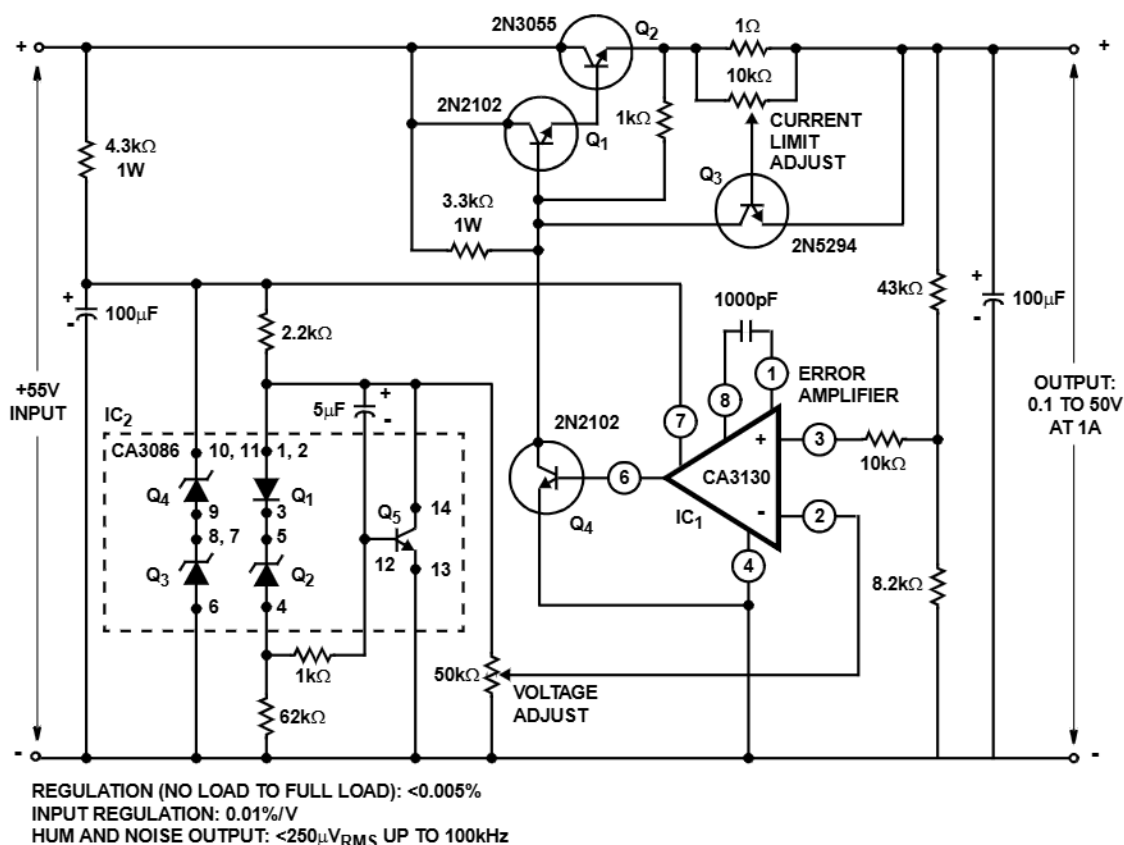 2N3055
Q2
1Ω
+
+
10kΩ
2N2102
Q1
1kΩ
CURRENT
LIMIT
ADJUST
4.3kΩ
1W
Q3
3.3kΩ
1W
2N5294
+
-
100μF
2.2kΩ
1000pF
43kΩ
+
-
100μF
+55V
INPUT
5μF
+
-
1
ERROR
AMPLIFIER
8
7
OUTPUT:
0.1 TO 50V
AT 1A
IC2
CA3086
10, 11
1, 2
2N2102
+
3
10kΩ
Q4
Q1
14
6
CA3130
9
3
Q5
Q4
IC1
-
2
8, 7
5
12
13
4
Q3
Q2
8.2kΩ
6
4
1kΩ
50kΩ
VOLTAGE
ADJUST
62kΩ
-
-
REGULATION (NO LOAD TO FULL LOAD): <0.005%
INPUT REGULATION: 0.01%/V
HUM AND NOISE OUTPUT: <250μVRMS UP TO 100kHz